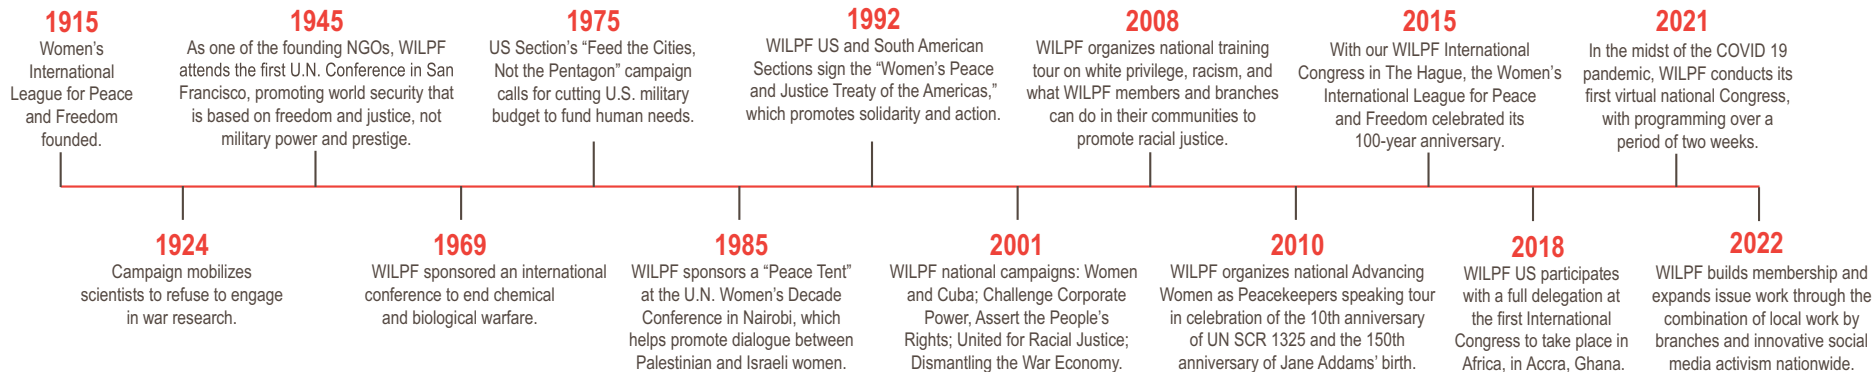 1915
Women's
International
League for Peace
and Freedom
founded.
1945
As one of the founding NGOs, WILPF
attends the first U.N. Conference in San
Francisco, promoting world security that
is based on freedom and justice, not
military power and prestige.
1975
US Section's “Feed the Cities,
Not the Pentagon” campaign
calls for cutting U.S. military
budget to fund human needs.
1992
WILPF US and South American
Sections sign the “Women's Peace
and Justice Treaty of the Americas,”
which promotes solidarity and action.
2008
WILPF organizes national training
tour on white privilege, racism, and
what WILPF members and branches
can do in their communities to
promote racial justice.
2015
With our WILPF International
Congress in The Hague, the Women's
International League for Peace
and Freedom celebrated its
100-year anniversary.
2021
In the midst of the COVID 19
pandemic, WILPF conducts its
first virtual national Congress,
with programming over a
period of two weeks.
1924
Campaign mobilizes
scientists to refuse to engage
in war research.
1969
WILPF sponsored an international
conference to end chemical
and biological warfare.
1985
WILPF sponsors a “Peace Tent”
at the U.N. Women's Decade
Conference in Nairobi, which
helps promote dialogue between
Palestinian and Israeli women.
2001
WILPF national campaigns: Women
and Cuba; Challenge Corporate
Power, Assert the People's
Rights; United for Racial Justice;
Dismantling the War Economy.
2010
WILPF organizes national Advancing
Women as Peacekeepers speaking tour
in celebration of the 10th anniversary
of UN SCR 1325 and the 150th
anniversary of Jane Addams' birth.
2018
WILPF US participates
with a full delegation at
the first International
Congress to take place in
Africa, in Accra, Ghana.
2022
WILPF builds membership and
expands issue work through the
combination of local work by
branches and innovative social
media activism nationwide.